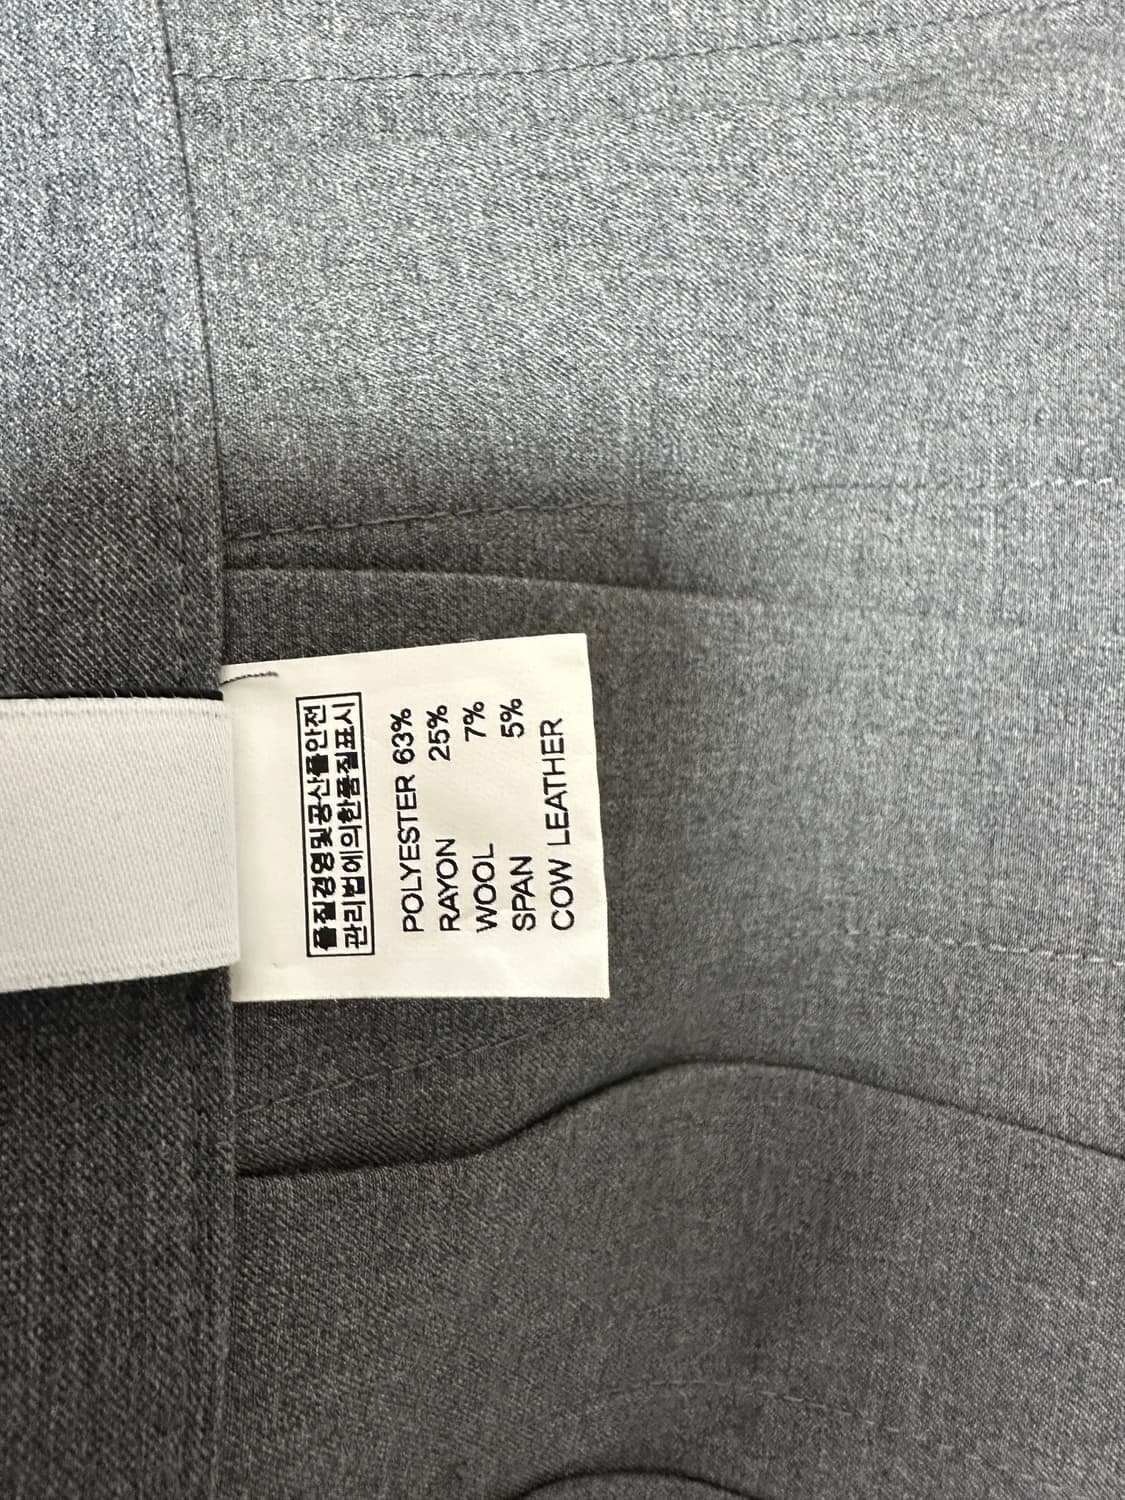 품질경영및공산품안전
관리법에의한품질표시
POLYESTER 63%
RAYON 25%
WOOL 7%
SPAN 5%
COW LEATHER